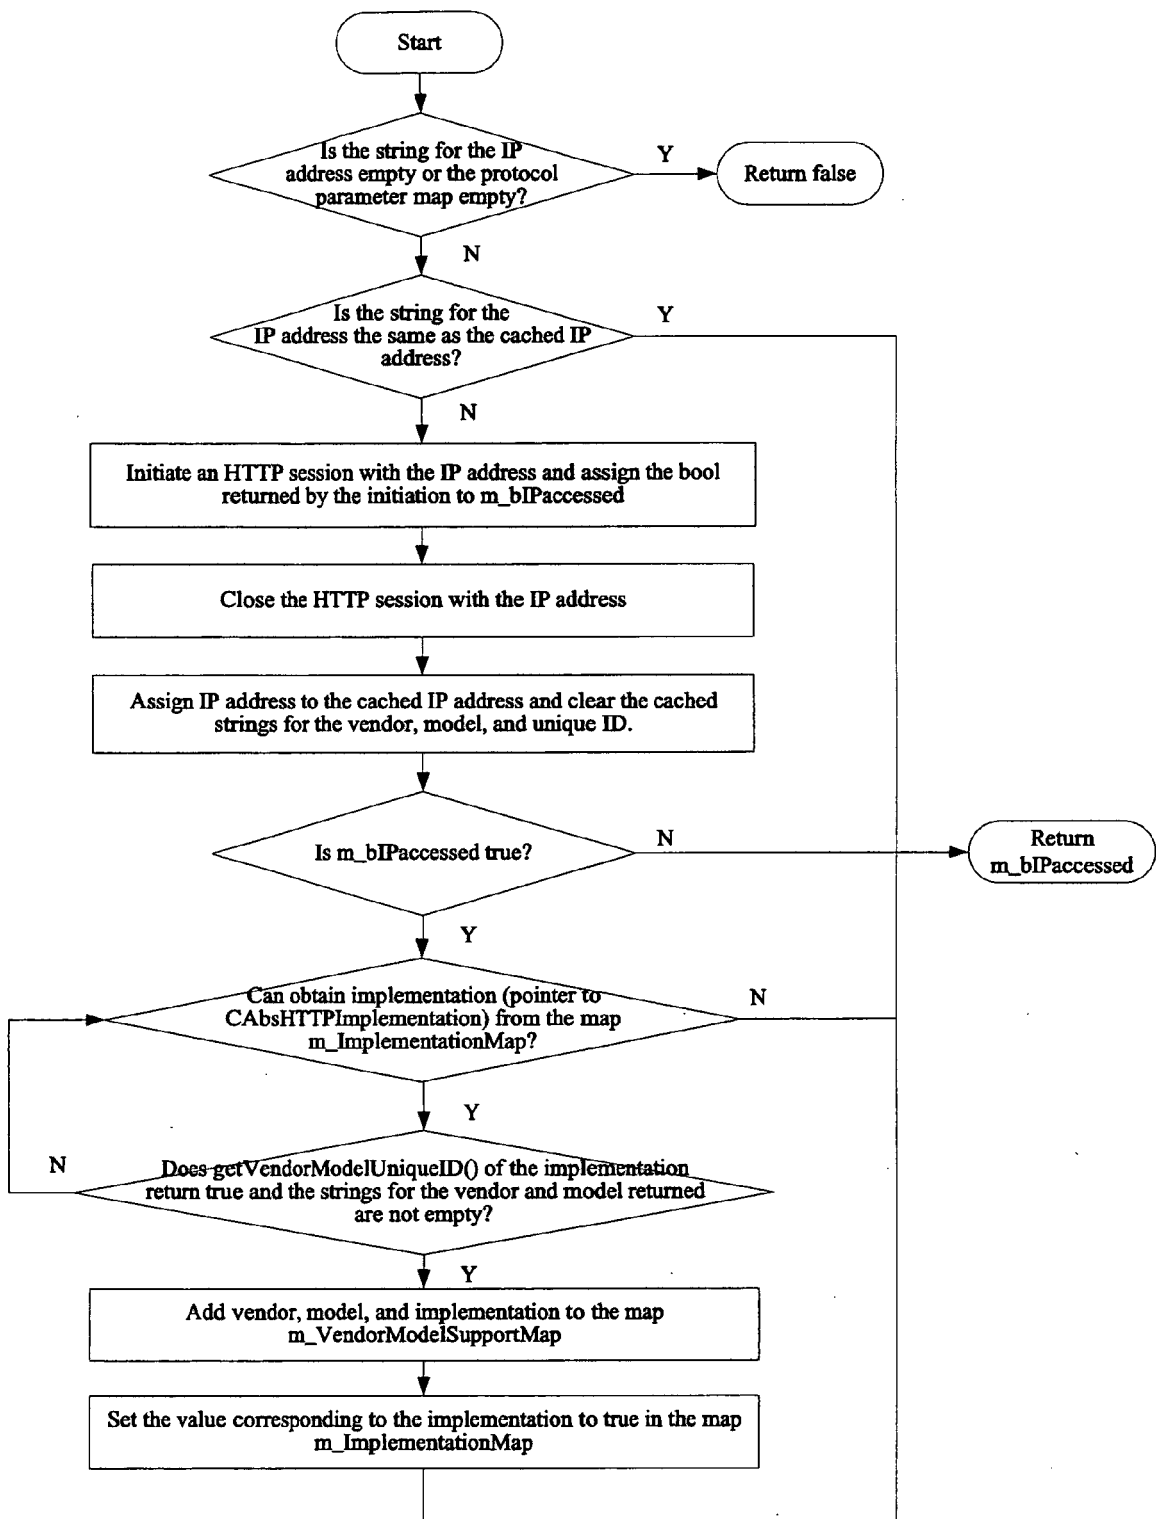 Start
Is the string for the IP
address empty or the protocol
parameter map empty?
Y
Return false
N
Is the string for the
IP address the same as the cached IP
address?
Y
N
Initiate an HTTP session with the IP address and assign the bool
returned by the initiation to m_bIPaccessed
Close the HTTP session with the IP address
Assign IP address to the cached IP address and clear the cached
strings for the vendor, model, and unique ID.
Is m_bIPaccessed true?
N
Return
m_bIPaccessed
Y
Can obtain implementation (pointer to
CAbsHTTPImplementation) from the map
m_ImplementationMap?
N
Y
N
Does getVendorModelUniqueID() of the implementation
return true and the strings for the vendor and model returned
are not empty?
Y
Add vendor, model, and implementation to the map
m_VendorModelSupportMap
Set the value corresponding to the implementation to true in the map
m_ImplementationMap